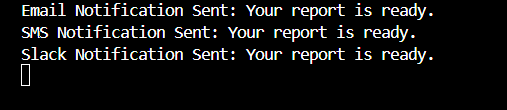 Email Notification Sent: Your report is ready.
SMS Notification Sent: Your report is ready.
Slack Notification Sent: Your report is ready.